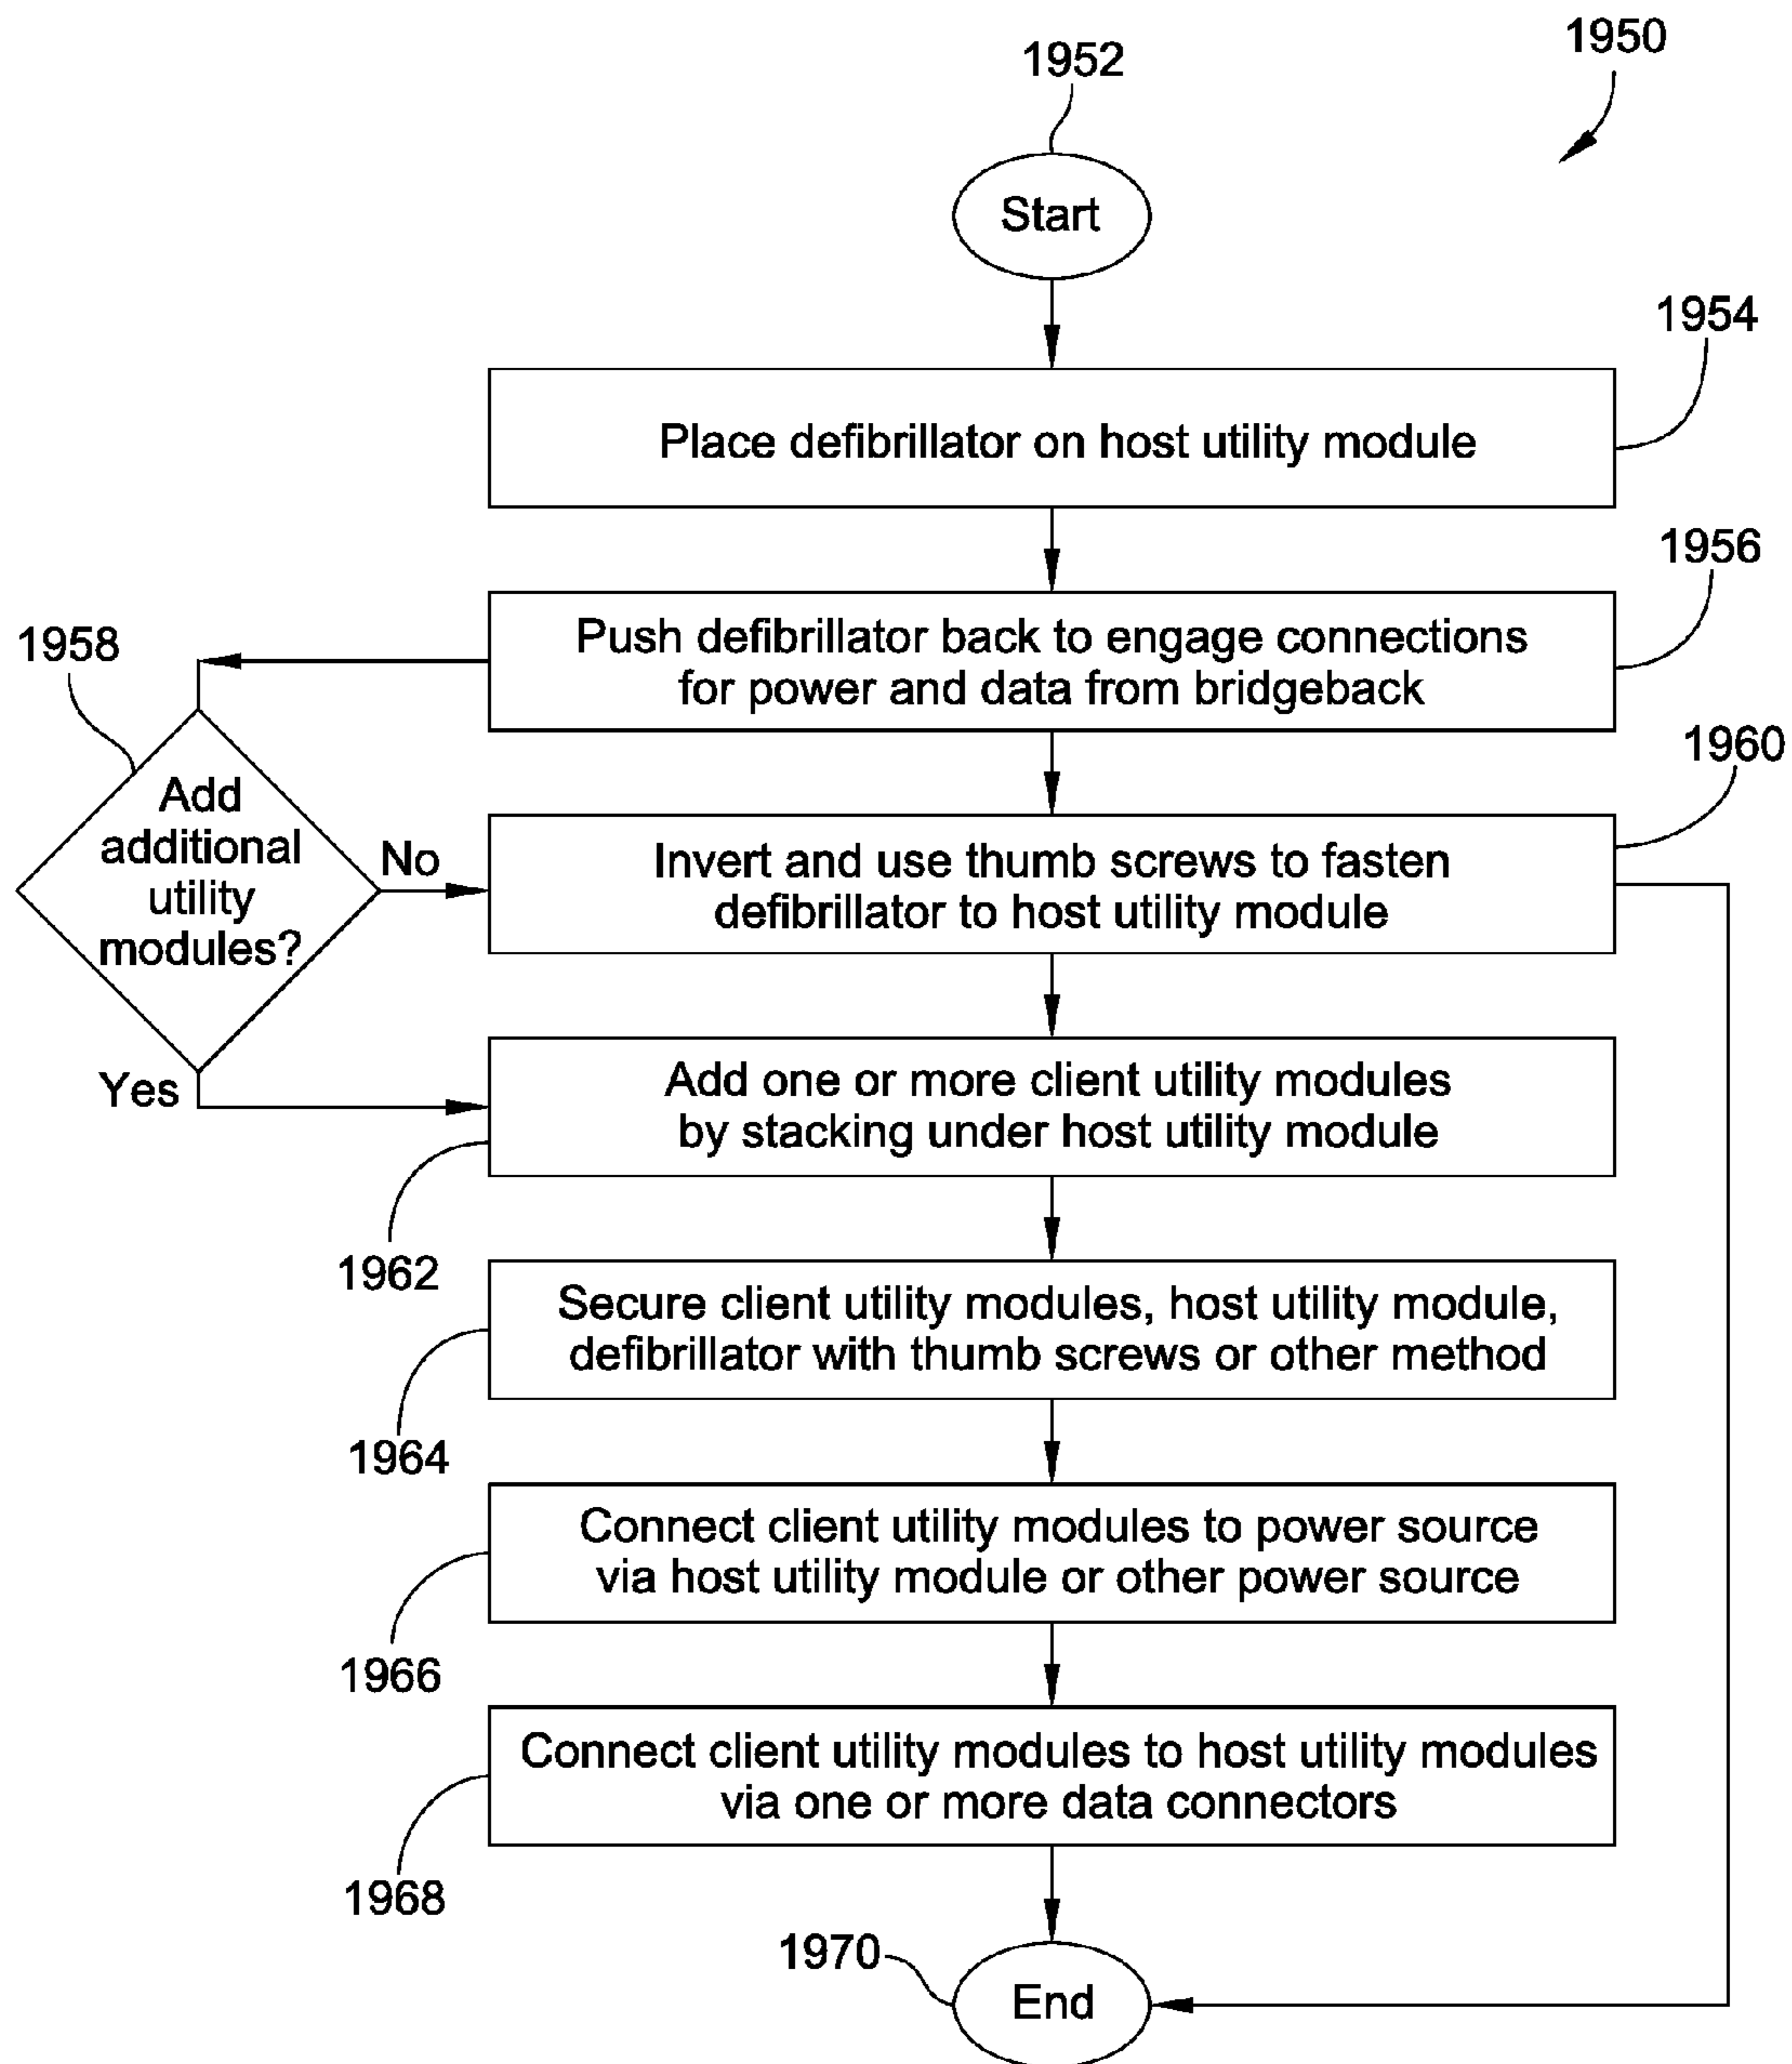 1950
1952
Start
1954
Place defibrillator on host utility module
1956
Push defibrillator back to engage connections
for power and data from bridgeback
1958
Add
additional
utility
modules?
No
Yes
1960
Invert and use thumb screws to fasten
defibrillator to host utility module
Add one or more client utility modules
by stacking under host utility module
1962
Secure client utility modules, host utility module,
defibrillator with thumb screws or other method
1964
Connect client utility modules to power source
via host utility module or other power source
1966
Connect client utility modules to host utility modules
via one or more data connectors
1968
1970
End